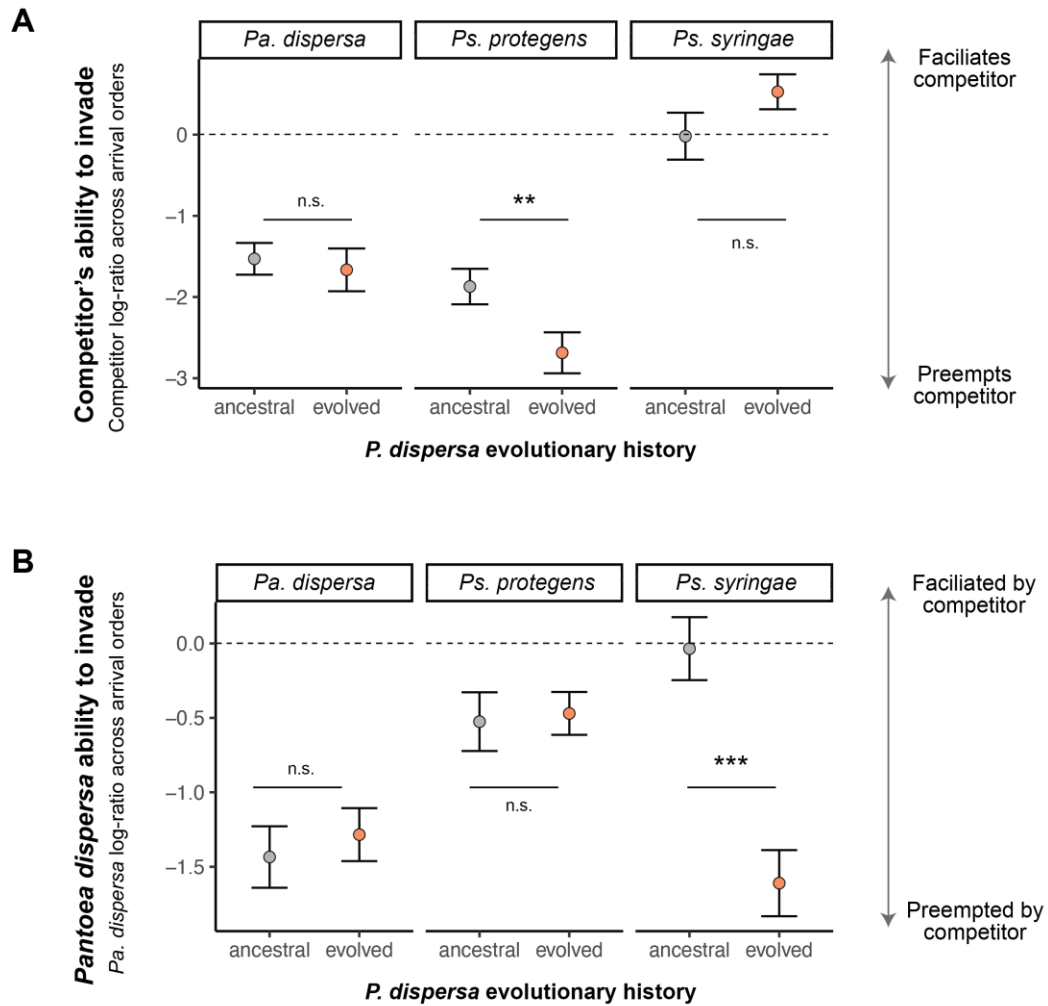 A
Pa. dispersa
Ps. protegens
Ps. syringae
Competitor's ability to invade
Competitor log-ratio across arrival orders
0
−1
−2
−3
n.s.
**
n.s.
ancestral evolved
ancestral evolved
ancestral evolved
P. dispersa evolutionary history
Faciliates
competitor
Preempts
competitor
B
Pa. dispersa
Ps. protegens
Ps. syringae
Pantoea dispersa ability to invade
Pa. dispersa log-ratio across arrival orders
0.0
−0.5
−1.0
−1.5
n.s.
n.s.
***
ancestral evolved
ancestral evolved
ancestral evolved
P. dispersa evolutionary history
Faciliated by
competitor
Preempted by
competitor